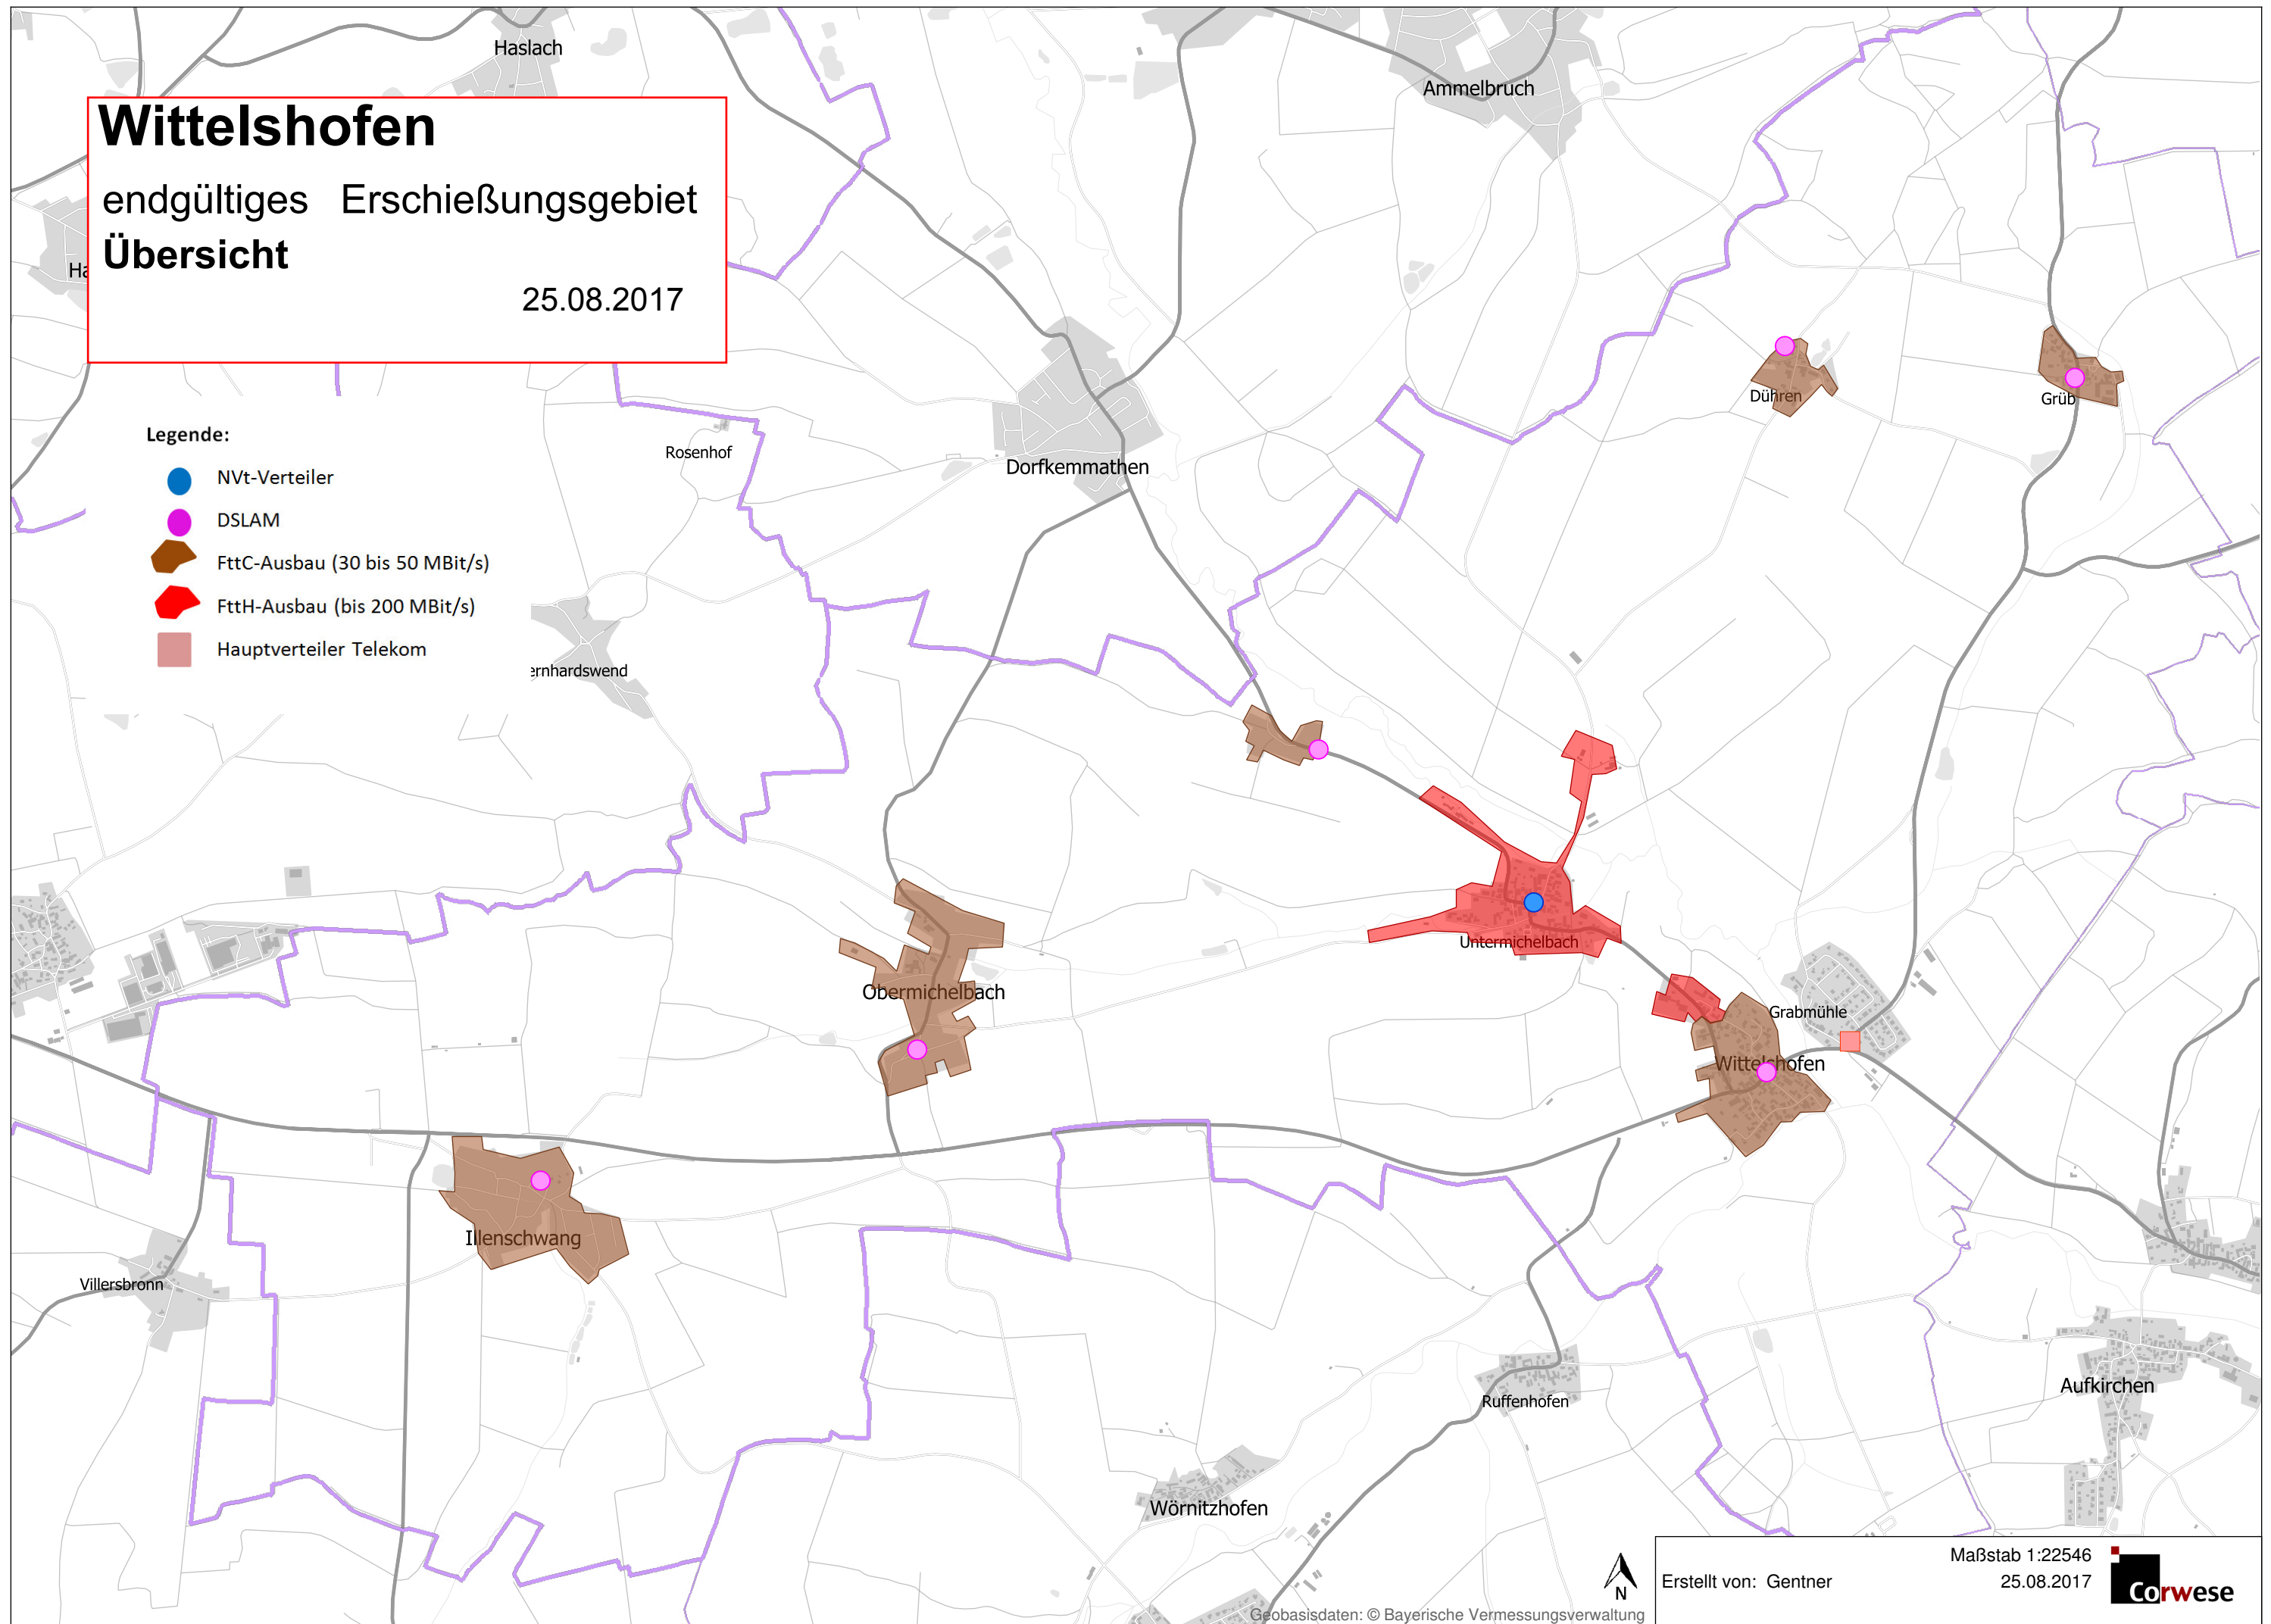 Haslach
Ammelbruch
Wittelshofen
endgültiges Erschießungsgebiet
Übersicht
25.08.2017
Ha
Legende:
NVt-Verteiler
DSLAM
FttC-Ausbau (30 bis 50 MBit/s)
FttH-Ausbau (bis 200 MBit/s)
Hauptverteiler Telekom
Rosenhof
Dorfkemmathen
Dühren
Grüb
ernhardswend
Untermichelbach
Obermichelbach
Grabmühle
Wittelshofen
Illenschwang
Villersbronn
Ruffenhofen
Aufkirchen
Wörnitzhofen
N
Geobasisdaten: © Bayerische Vermessungsverwaltung
Maßstab 1:22546
Erstellt von: Gentner
25.08.2017
Corwese